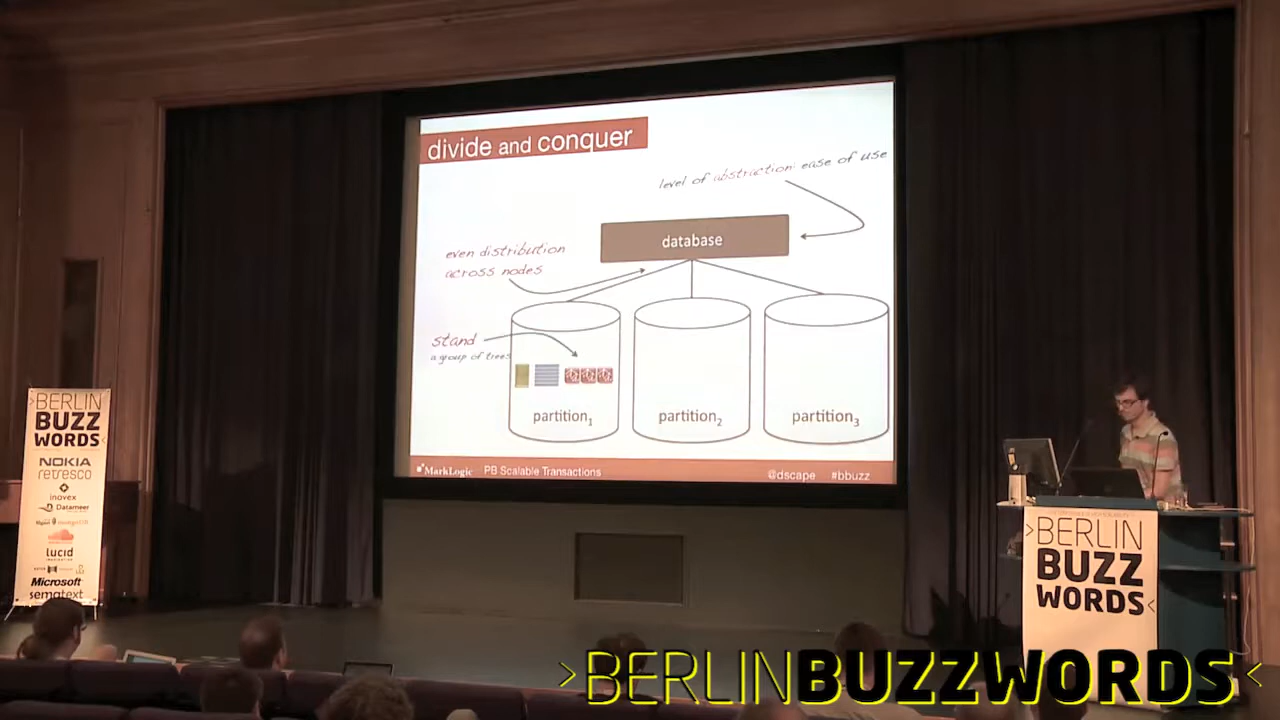 divide and conquer
level of abstraction: ease of use
database
even distribution
across nodes
stand
a group of trees
partition1
partition2
partition3
MarkLogic
PB Scalable Transactions
@dscape
#bbuzz
>BERLIN
BUZZ
WORDS<
NOKIA
retresco
inovex
Datameer
lucid
Microsoft
sematext
>BERLIN
BUZZ
WORDS<
>BERLINBUZZWORDS<